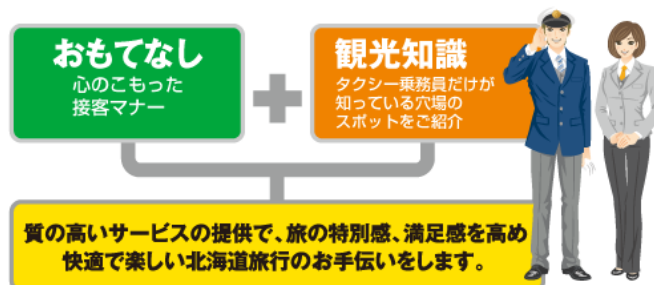 おもてなし
心のこもった
接客マナー
観光知識
タクシー乗務員だけが
知っている穴場の
スポットをご紹介
質の高いサービスの提供で、旅の特別感、満足感を高め
快適で楽しい北海道旅行のお手伝いをします。